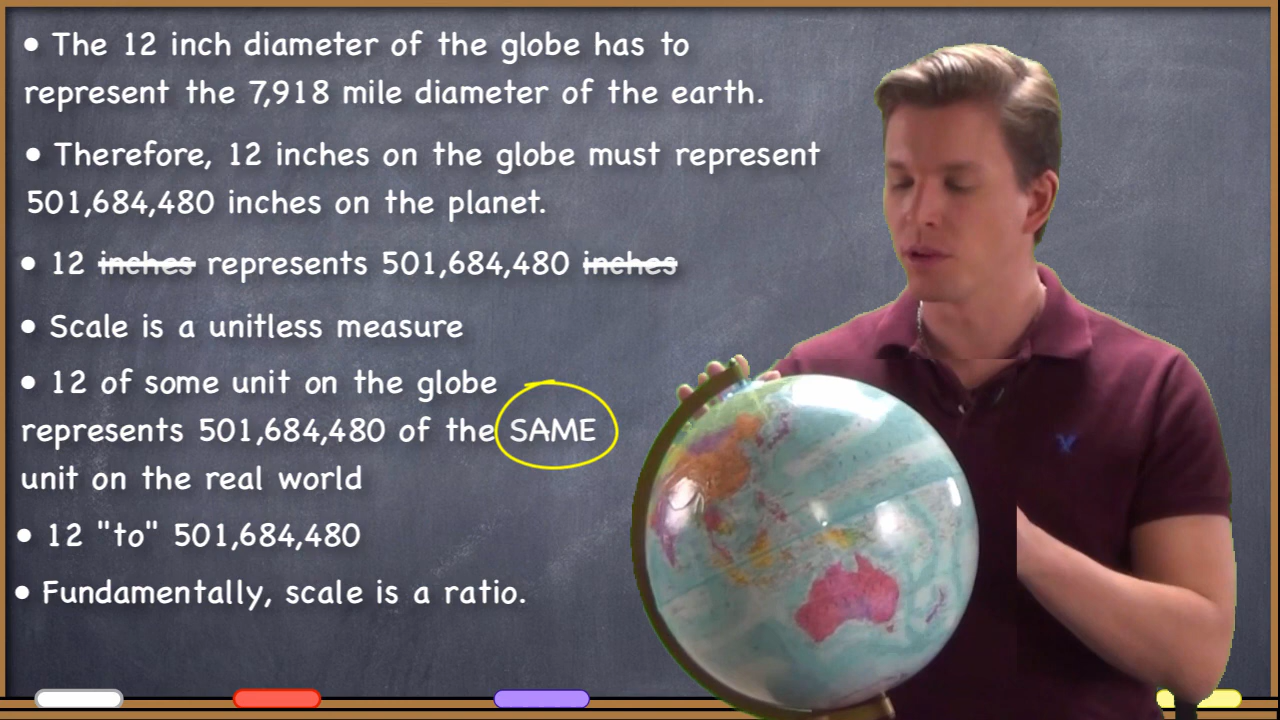 • The 12 inch diameter of the globe has to
represent the 7,918 mile diameter of the earth.
• Therefore, 12 inches on the globe must represent
501,684,480 inches on the planet.
• 12 inches represents 501,684,480 inches
• Scale is a unitless measure
• 12 of some unit on the globe
represents 501,684,480 of the SAME
unit on the real world
• 12 "to" 501,684,480
• Fundamentally, scale is a ratio.